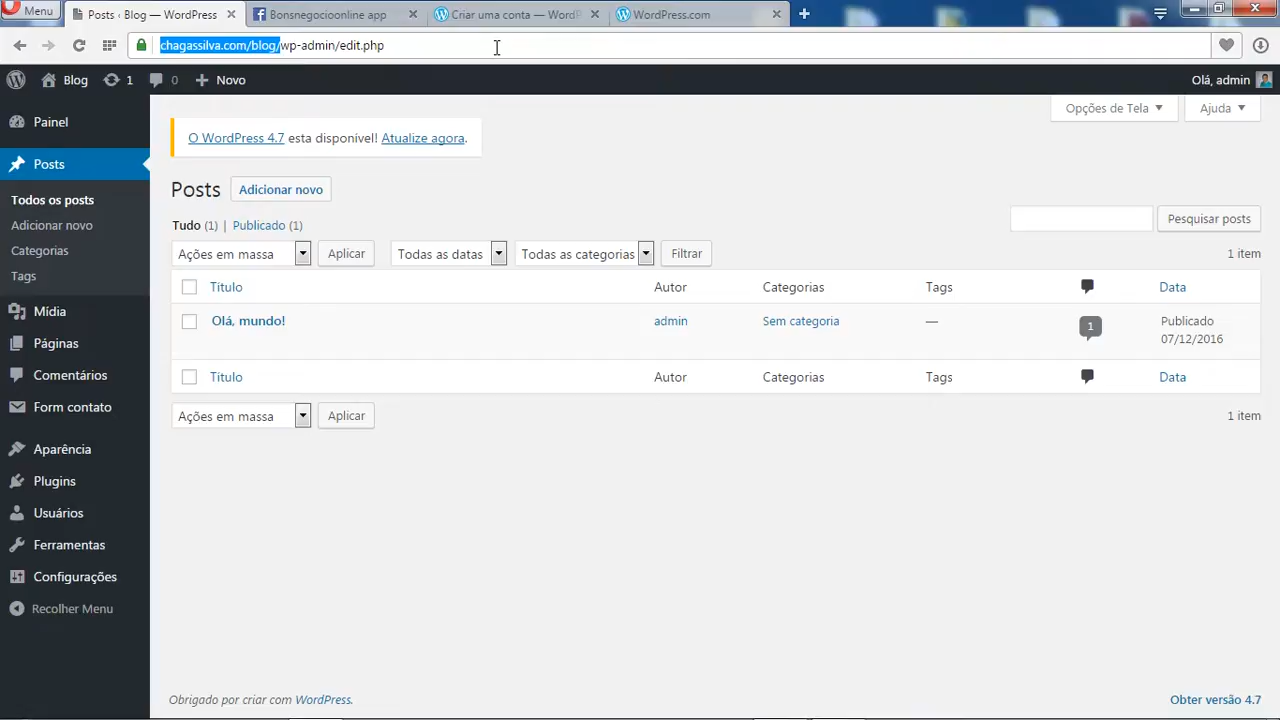 Menu
Posts ‹ Blog — WordPress
Bonsnegocioonline app
Criar uma conta — WordP
WordPress.com
chagassilva.com/blog/wp-admin/edit.php
Blog
1
0
Novo
Olá, admin
Painel
Posts
Todos os posts
Adicionar novo
Categorias
Tags
Mídia
Páginas
Comentários
Form contato
Aparência
Plugins
Usuários
Ferramentas
Configurações
Recolher Menu
Opções de Tela
Ajuda
O WordPress 4.7 esta disponivel! Atualize agora.
Posts
Adicionar novo
Tudo (1) | Publicado (1)
Pesquisar posts
Ações em massa
Aplicar
Todas as datas
Todas as categorias
Filtrar
1 item
Título
Autor
Categorias
Tags
Data
Olá, mundo!
admin
Sem categoria
—
1
Publicado
07/12/2016
Título
Autor
Categorias
Tags
Data
Ações em massa
Aplicar
1 item
Obrigado por criar com WordPress.
Obter versão 4.7